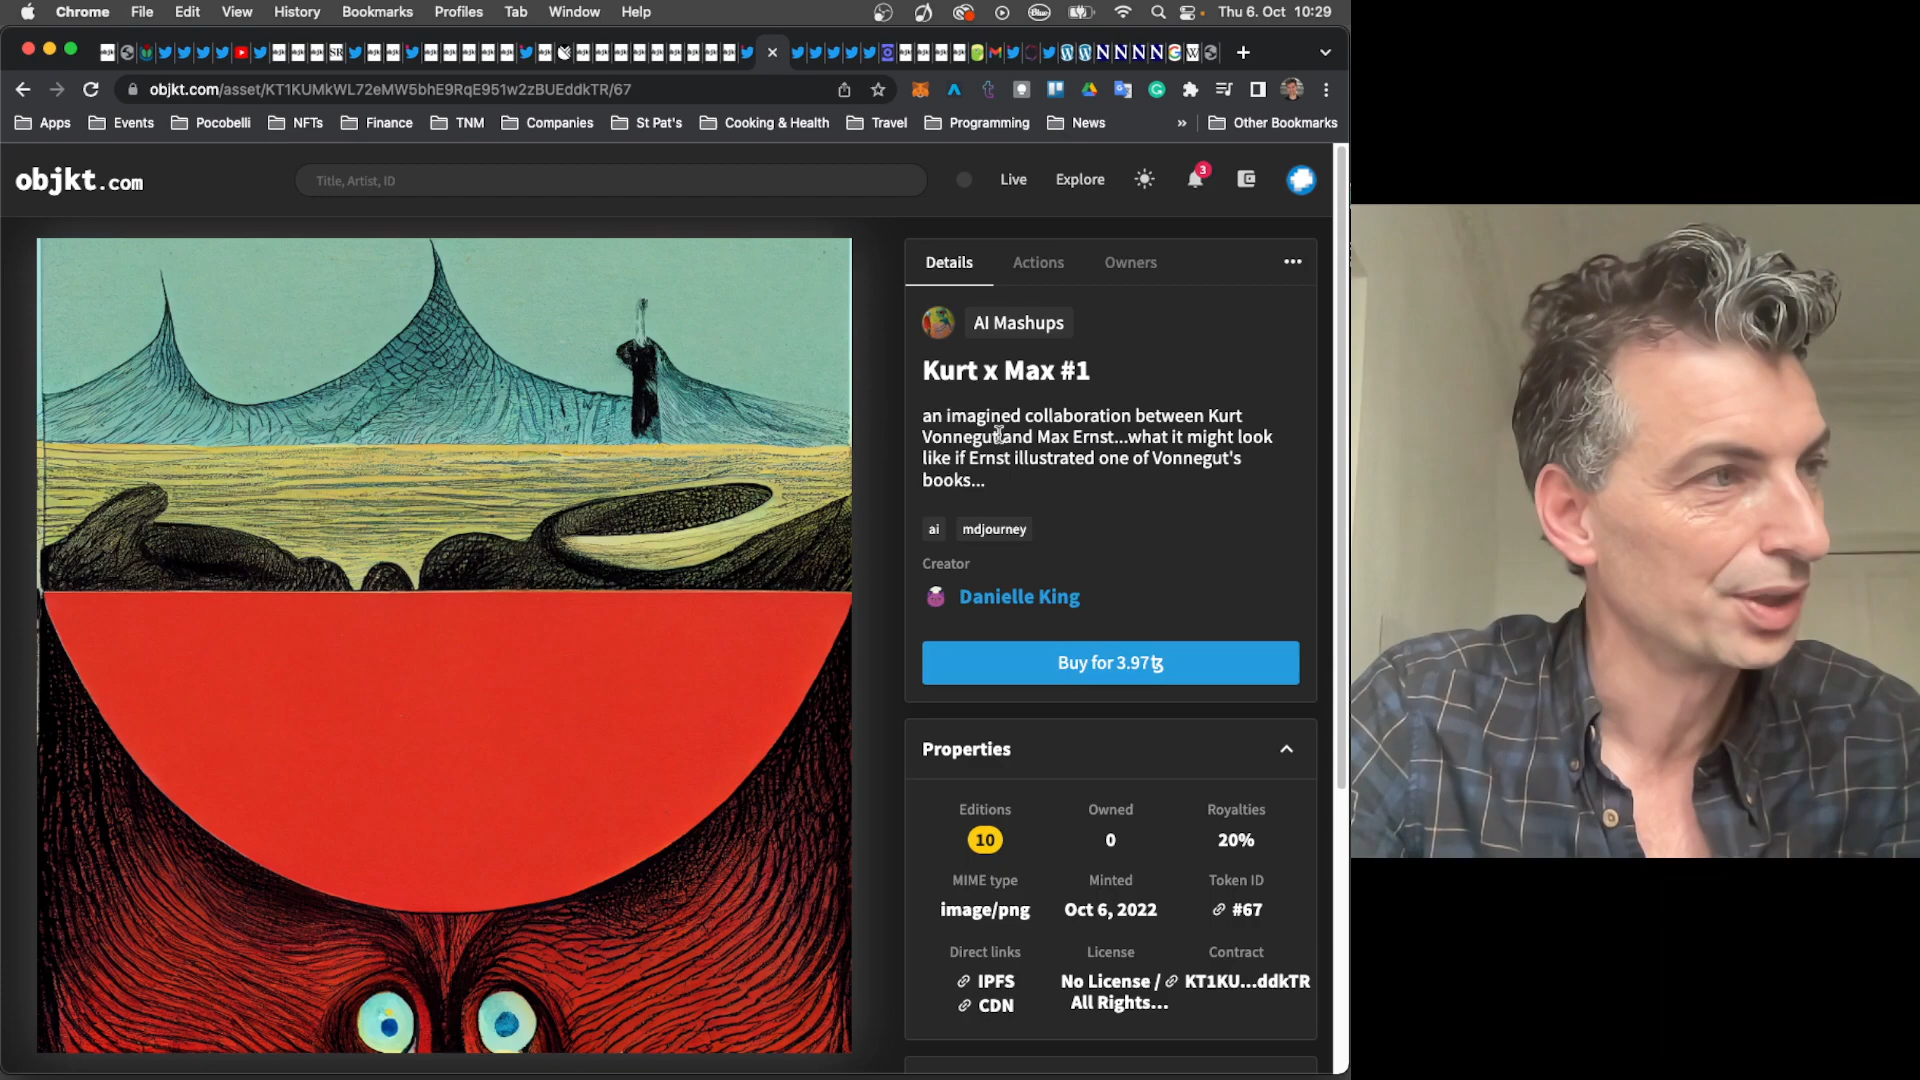 Chrome File Edit View History Bookmarks Profiles Tab Window Help Thu 6. Oct 10:29
objkt.com/asset/KT1KUMkWL72eMW5bhE9RqE951w2zBUEddkTR/67
Apps Events Pocobelli NFTs Finance TNM Companies St Pat's Cooking & Health Travel Programming News » Other Bookmarks
objkt.com Title, Artist, ID Live Explore 3
Details Actions Owners
AI Mashups
Kurt x Max #1
an imagined collaboration between Kurt
Vonnegut and Max Ernst...what it might look
like if Ernst illustrated one of Vonnegut's
books...
ai mdjourney
Creator
Danielle King
Buy for 3.97ꜩ
Properties
Editions Owned Royalties
10 0 20%
MIME type Minted Token ID
image/png Oct 6, 2022 #67
Direct links License Contract
IPFS No License / KT1KU...ddkTR
CDN All Rights...